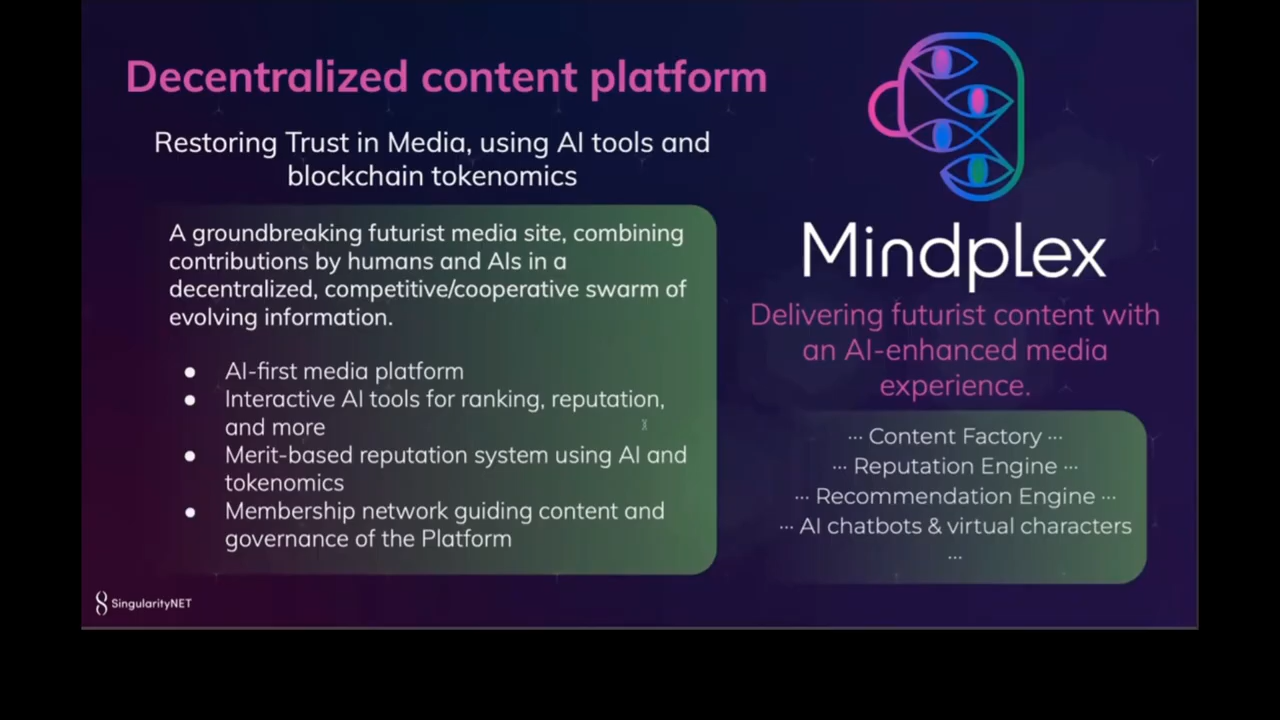 Decentralized content platform
Restoring Trust in Media, using AI tools and
blockchain tokenomics
A groundbreaking futurist media site, combining
contributions by humans and AIs in a
decentralized, competitive/cooperative swarm of
evolving information.
● AI-first media platform
● Interactive AI tools for ranking, reputation,
and more
● Merit-based reputation system using AI and
tokenomics
● Membership network guiding content and
governance of the Platform
SingularityNET
Mindplex
Delivering futurist content with
an AI-enhanced media
experience.
··· Content Factory ···
··· Reputation Engine ···
··· Recommendation Engine ···
··· AI chatbots & virtual characters
···